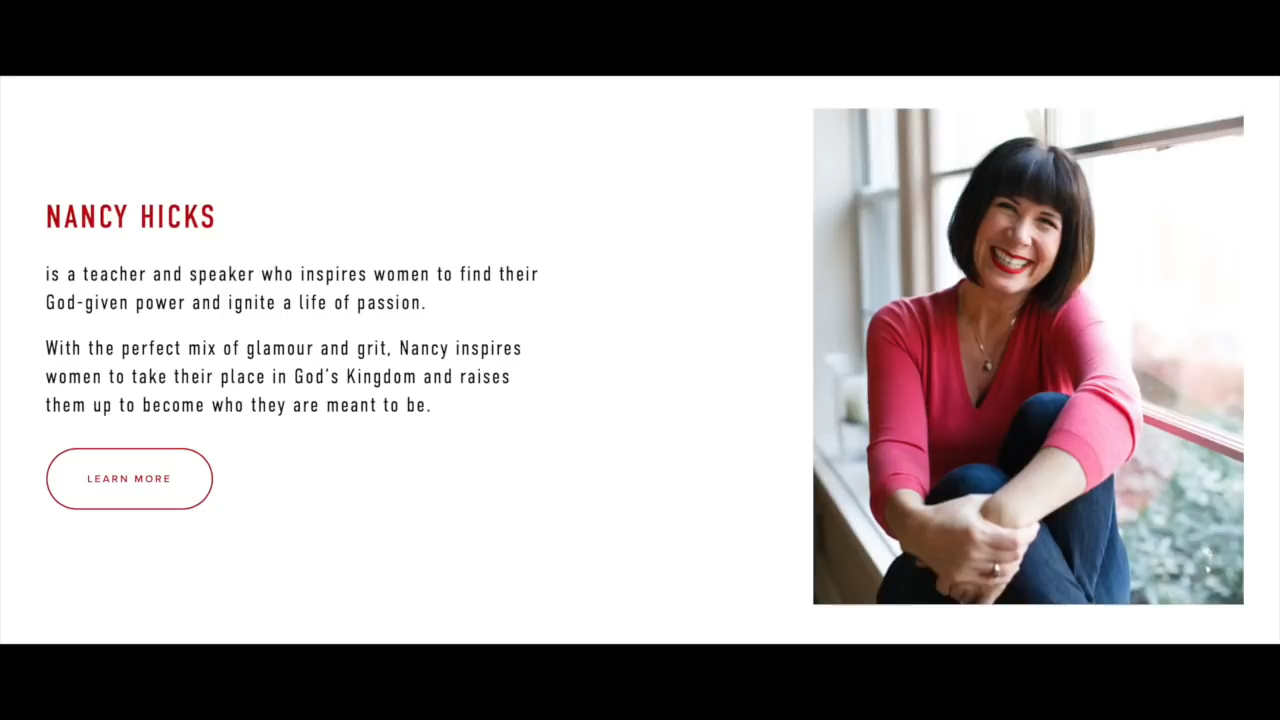 NANCY HICKS
is a teacher and speaker who inspires women to find their
God-given power and ignite a life of passion.
With the perfect mix of glamour and grit, Nancy inspires
women to take their place in God's Kingdom and raises
them up to become who they are meant to be.
LEARN MORE